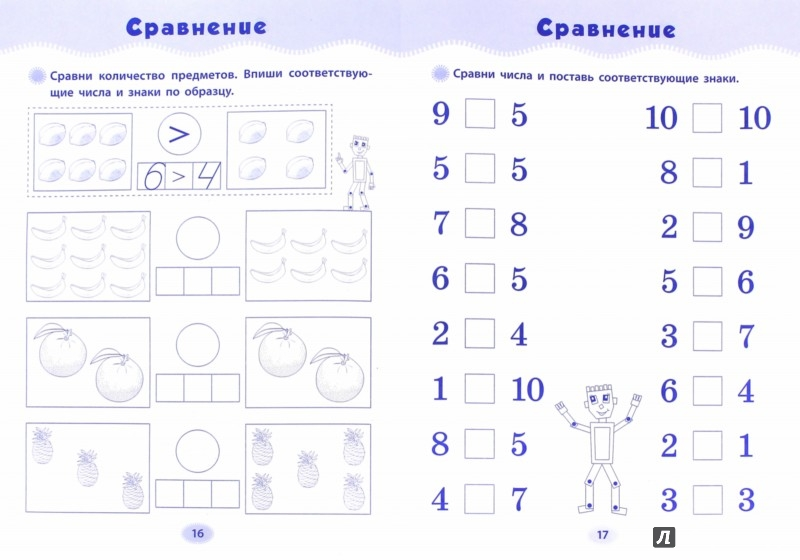 Сравнение
Сравни количество предметов. Впиши соответствую-
щие числа и знаки по образцу.
>
6 > 4
16
Сравнение
Сравни числа и поставь соответствующие знаки.
9 5
10 10
5 5
8 1
7 8
2 9
6 5
5 6
2 4
3 7
1 10
6 4
8 5
2 1
4 7
3 3
17
Л